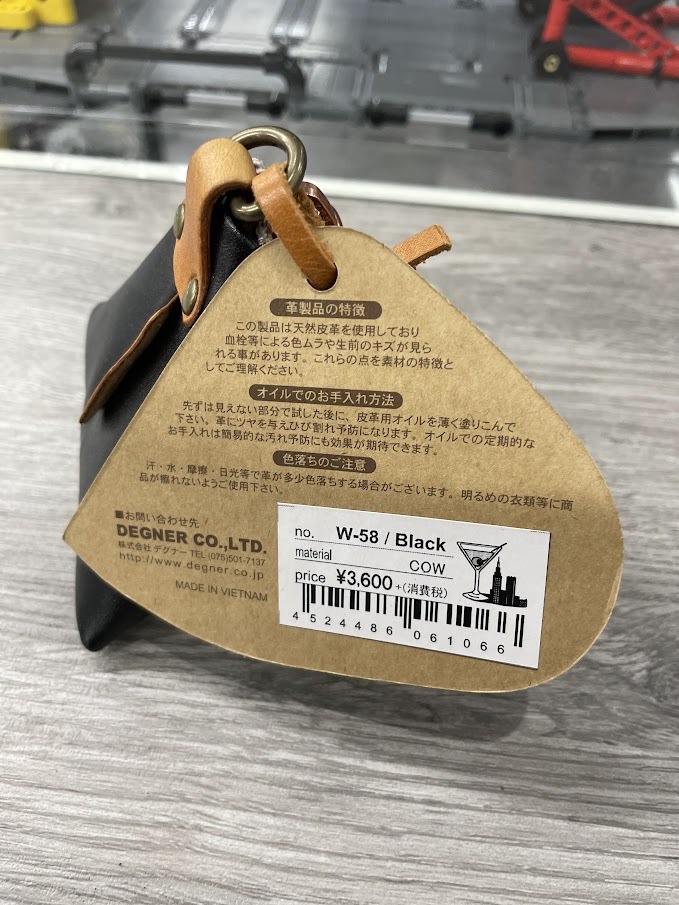 革製品の特徴
この製品は天然皮革を使用しており
血栓等による色ムラや生前のキズが見ら
れる事があります。これらの点を素材の特徴と
してご理解ください。
オイルでのお手入れ方法
先ずは見えない部分で試した後に、皮革用オイルを薄く塗りこんで
下さい。革にツヤを与えひび割れ予防になります。オイルでの定期的な
お手入れは簡易的な汚れ予防にも効果が期待できます。
色落ちのご注意
汗・水・摩擦・日光等で革が多少色落ちする場合がございます。明るめの衣類等に商
品が擦れないようご使用下さい。
■お問い合わせ先
DEGNER CO.,LTD.
株式会社 デグナー TEL (075)501-7137
http://www.degner.co.jp
MADE IN VIETNAM
no. W-58 / Black
material COW
price ¥3,600 +(消費税)
4524486 061066